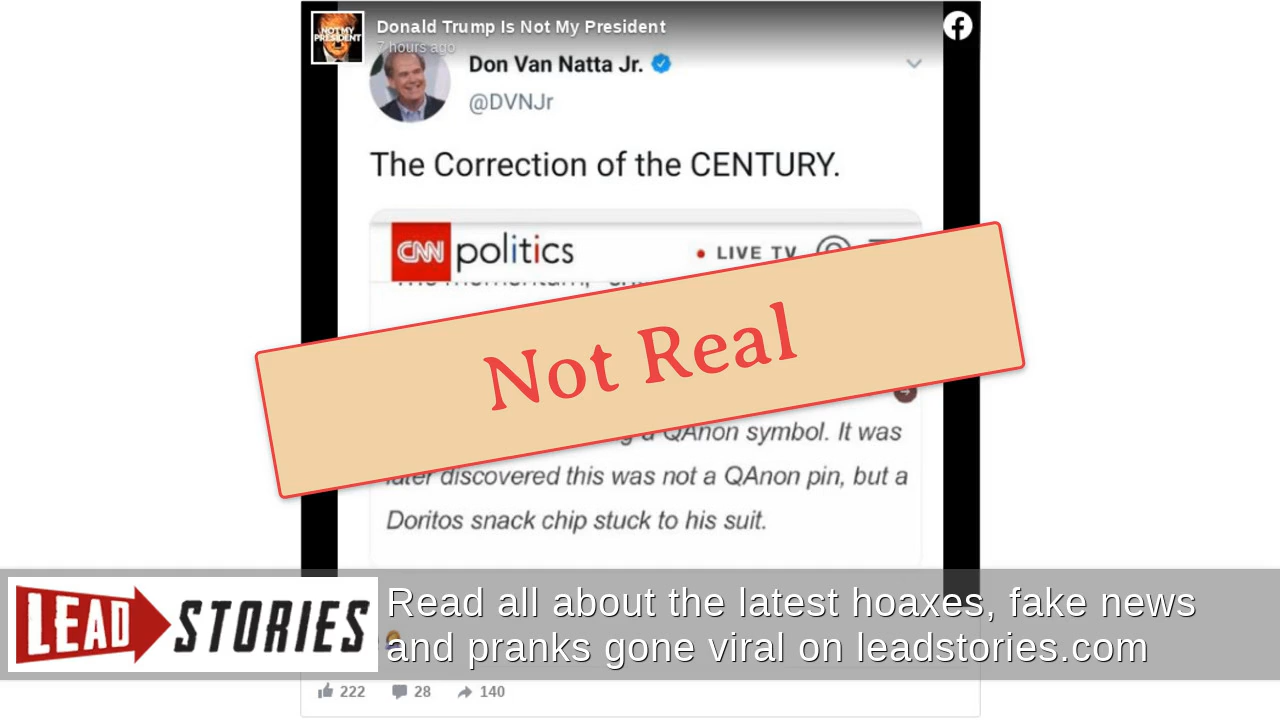 NOT MY
PRESIDENT
Donald Trump Is Not My President
7 hours ago
Don Van Natta Jr.
@DVNJr
The Correction of the CENTURY.
CNN politics
LIVE TV
Not Real
a QAnon symbol. It was
later discovered this was not a QAnon pin, but a
Doritos snack chip stuck to his suit.
LEAD STORIES
Read all about the latest hoaxes, fake news
and pranks gone viral on leadstories.com
222 28 140